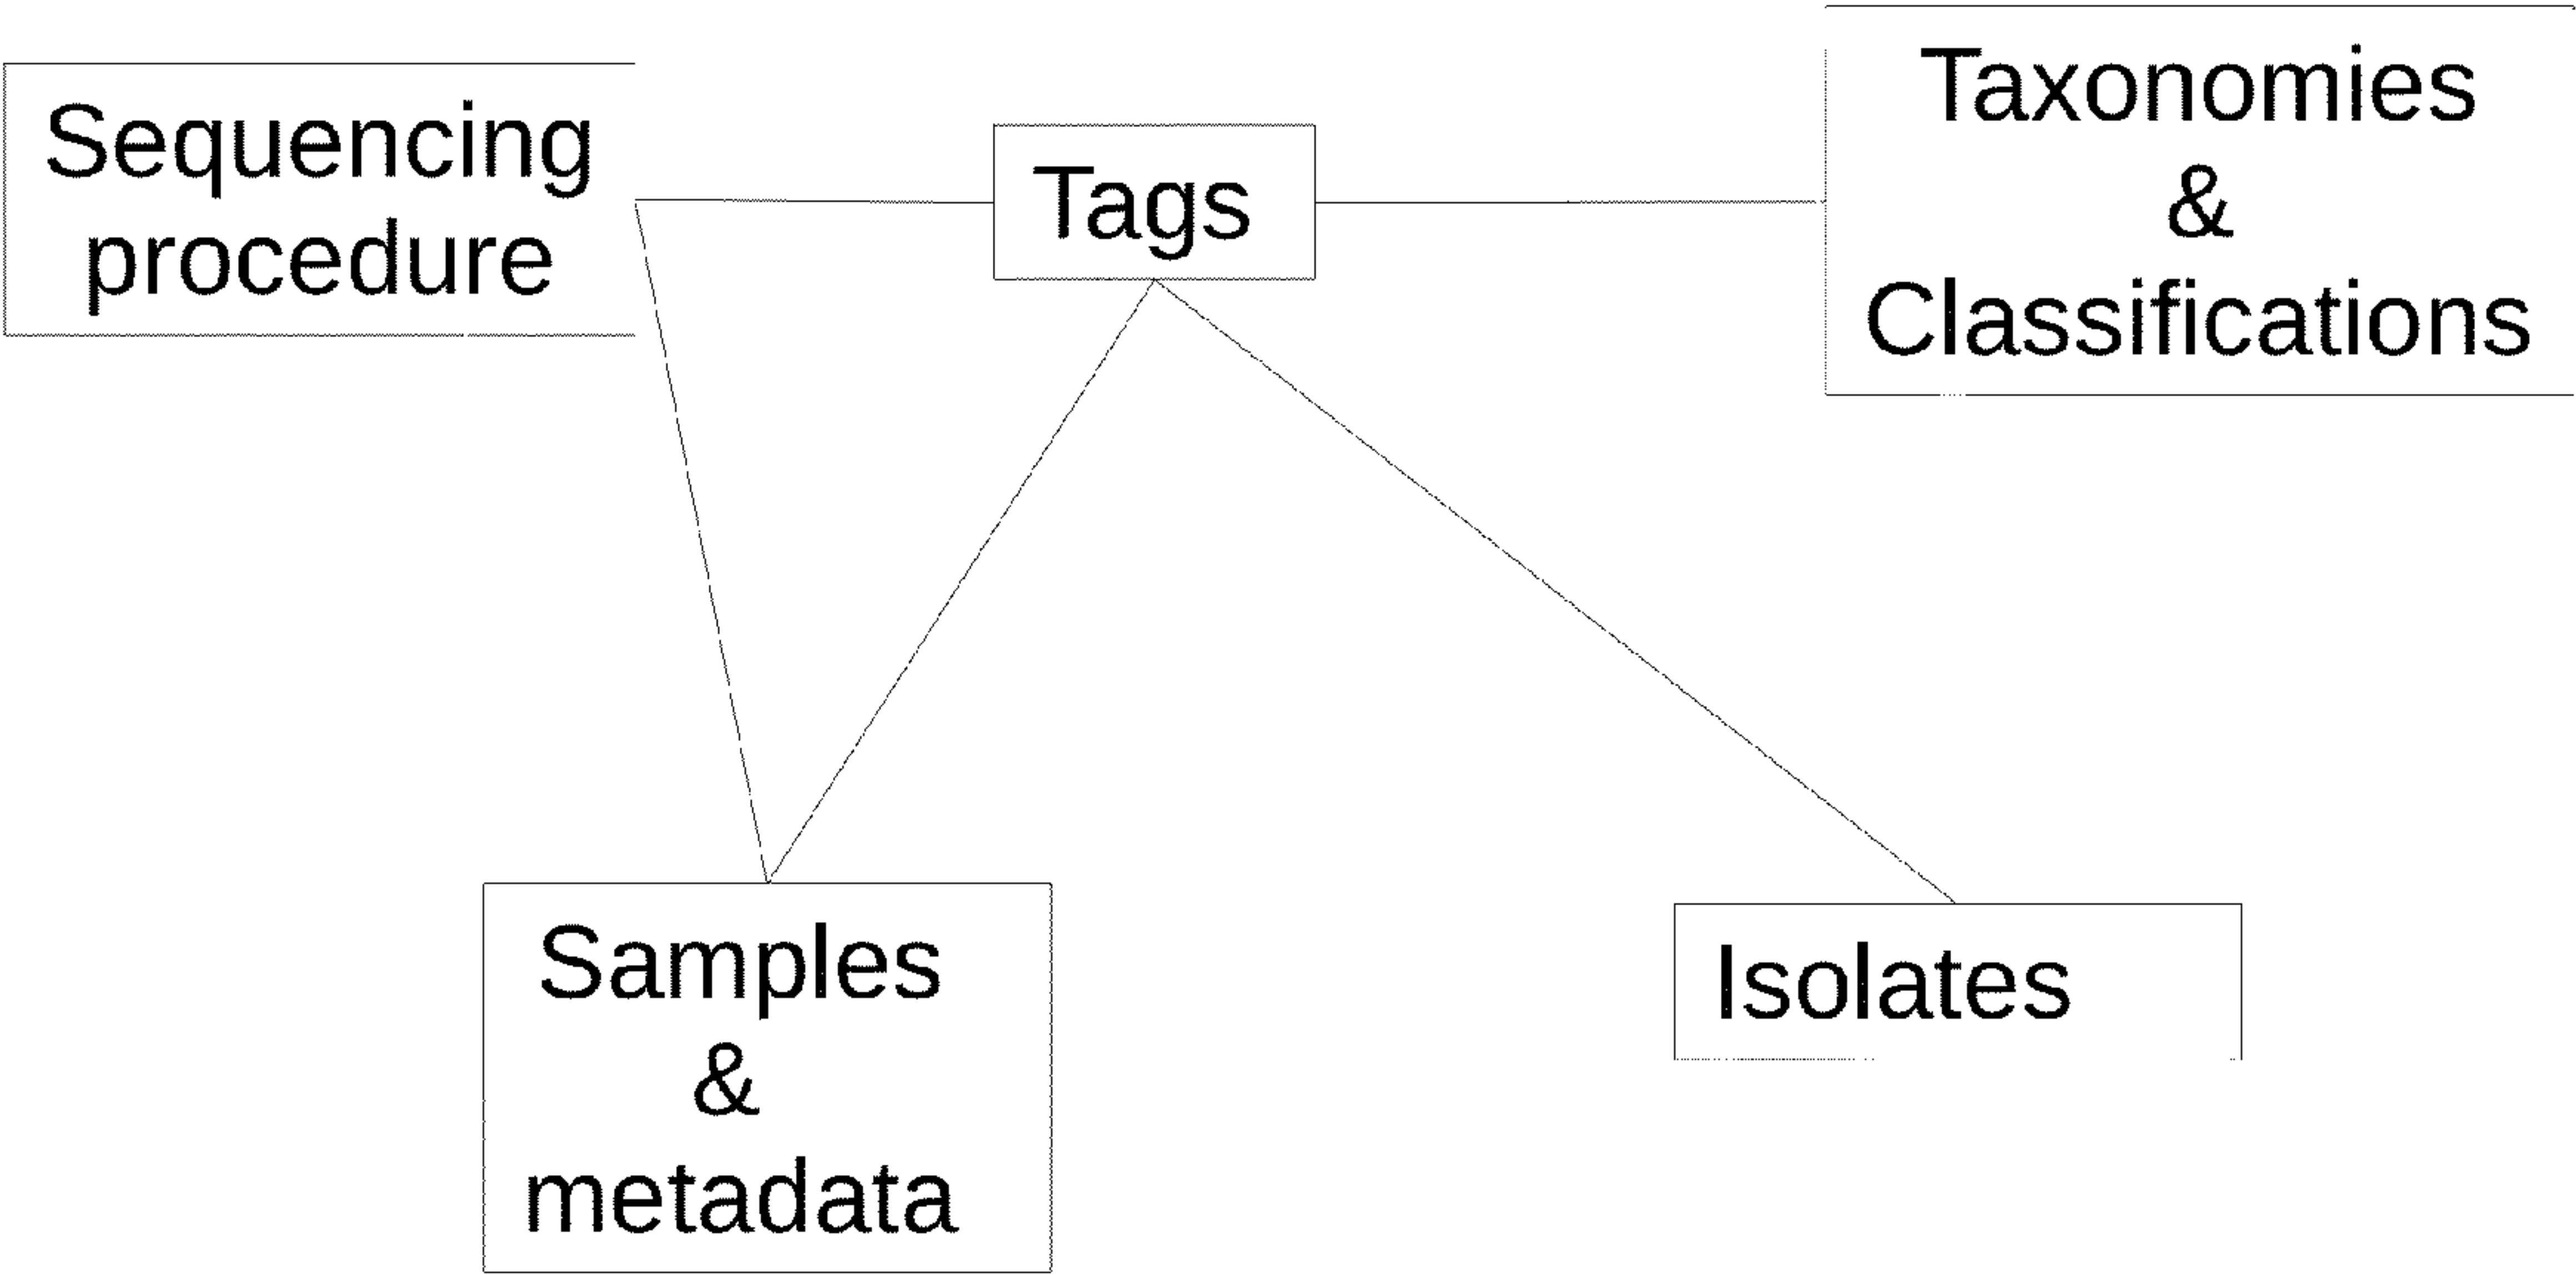 Sequencing
procedure
Tags
Taxonomies
&
Classifications
Samples
&
metadata
Isolates